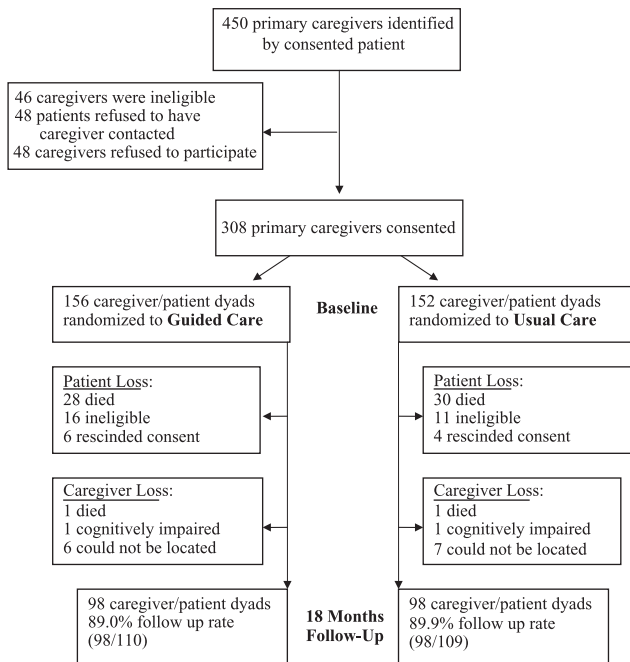 450 primary caregivers identified
by consented patient
46 caregivers were ineligible
48 patients refused to have
caregiver contacted
48 caregivers refused to participate
308 primary caregivers consented
156 caregiver/patient dyads
randomized to Guided Care
Baseline
152 caregiver/patient dyads
randomized to Usual Care
Patient Loss:
28 died
16 ineligible
6 rescinded consent
Patient Loss:
30 died
11 ineligible
4 rescinded consent
Caregiver Loss:
1 died
1 cognitively impaired
6 could not be located
Caregiver Loss:
1 died
1 cognitively impaired
7 could not be located
98 caregiver/patient dyads
89.0% follow up rate
(98/110)
18 Months
Follow-Up
98 caregiver/patient dyads
89.9% follow up rate
(98/109)